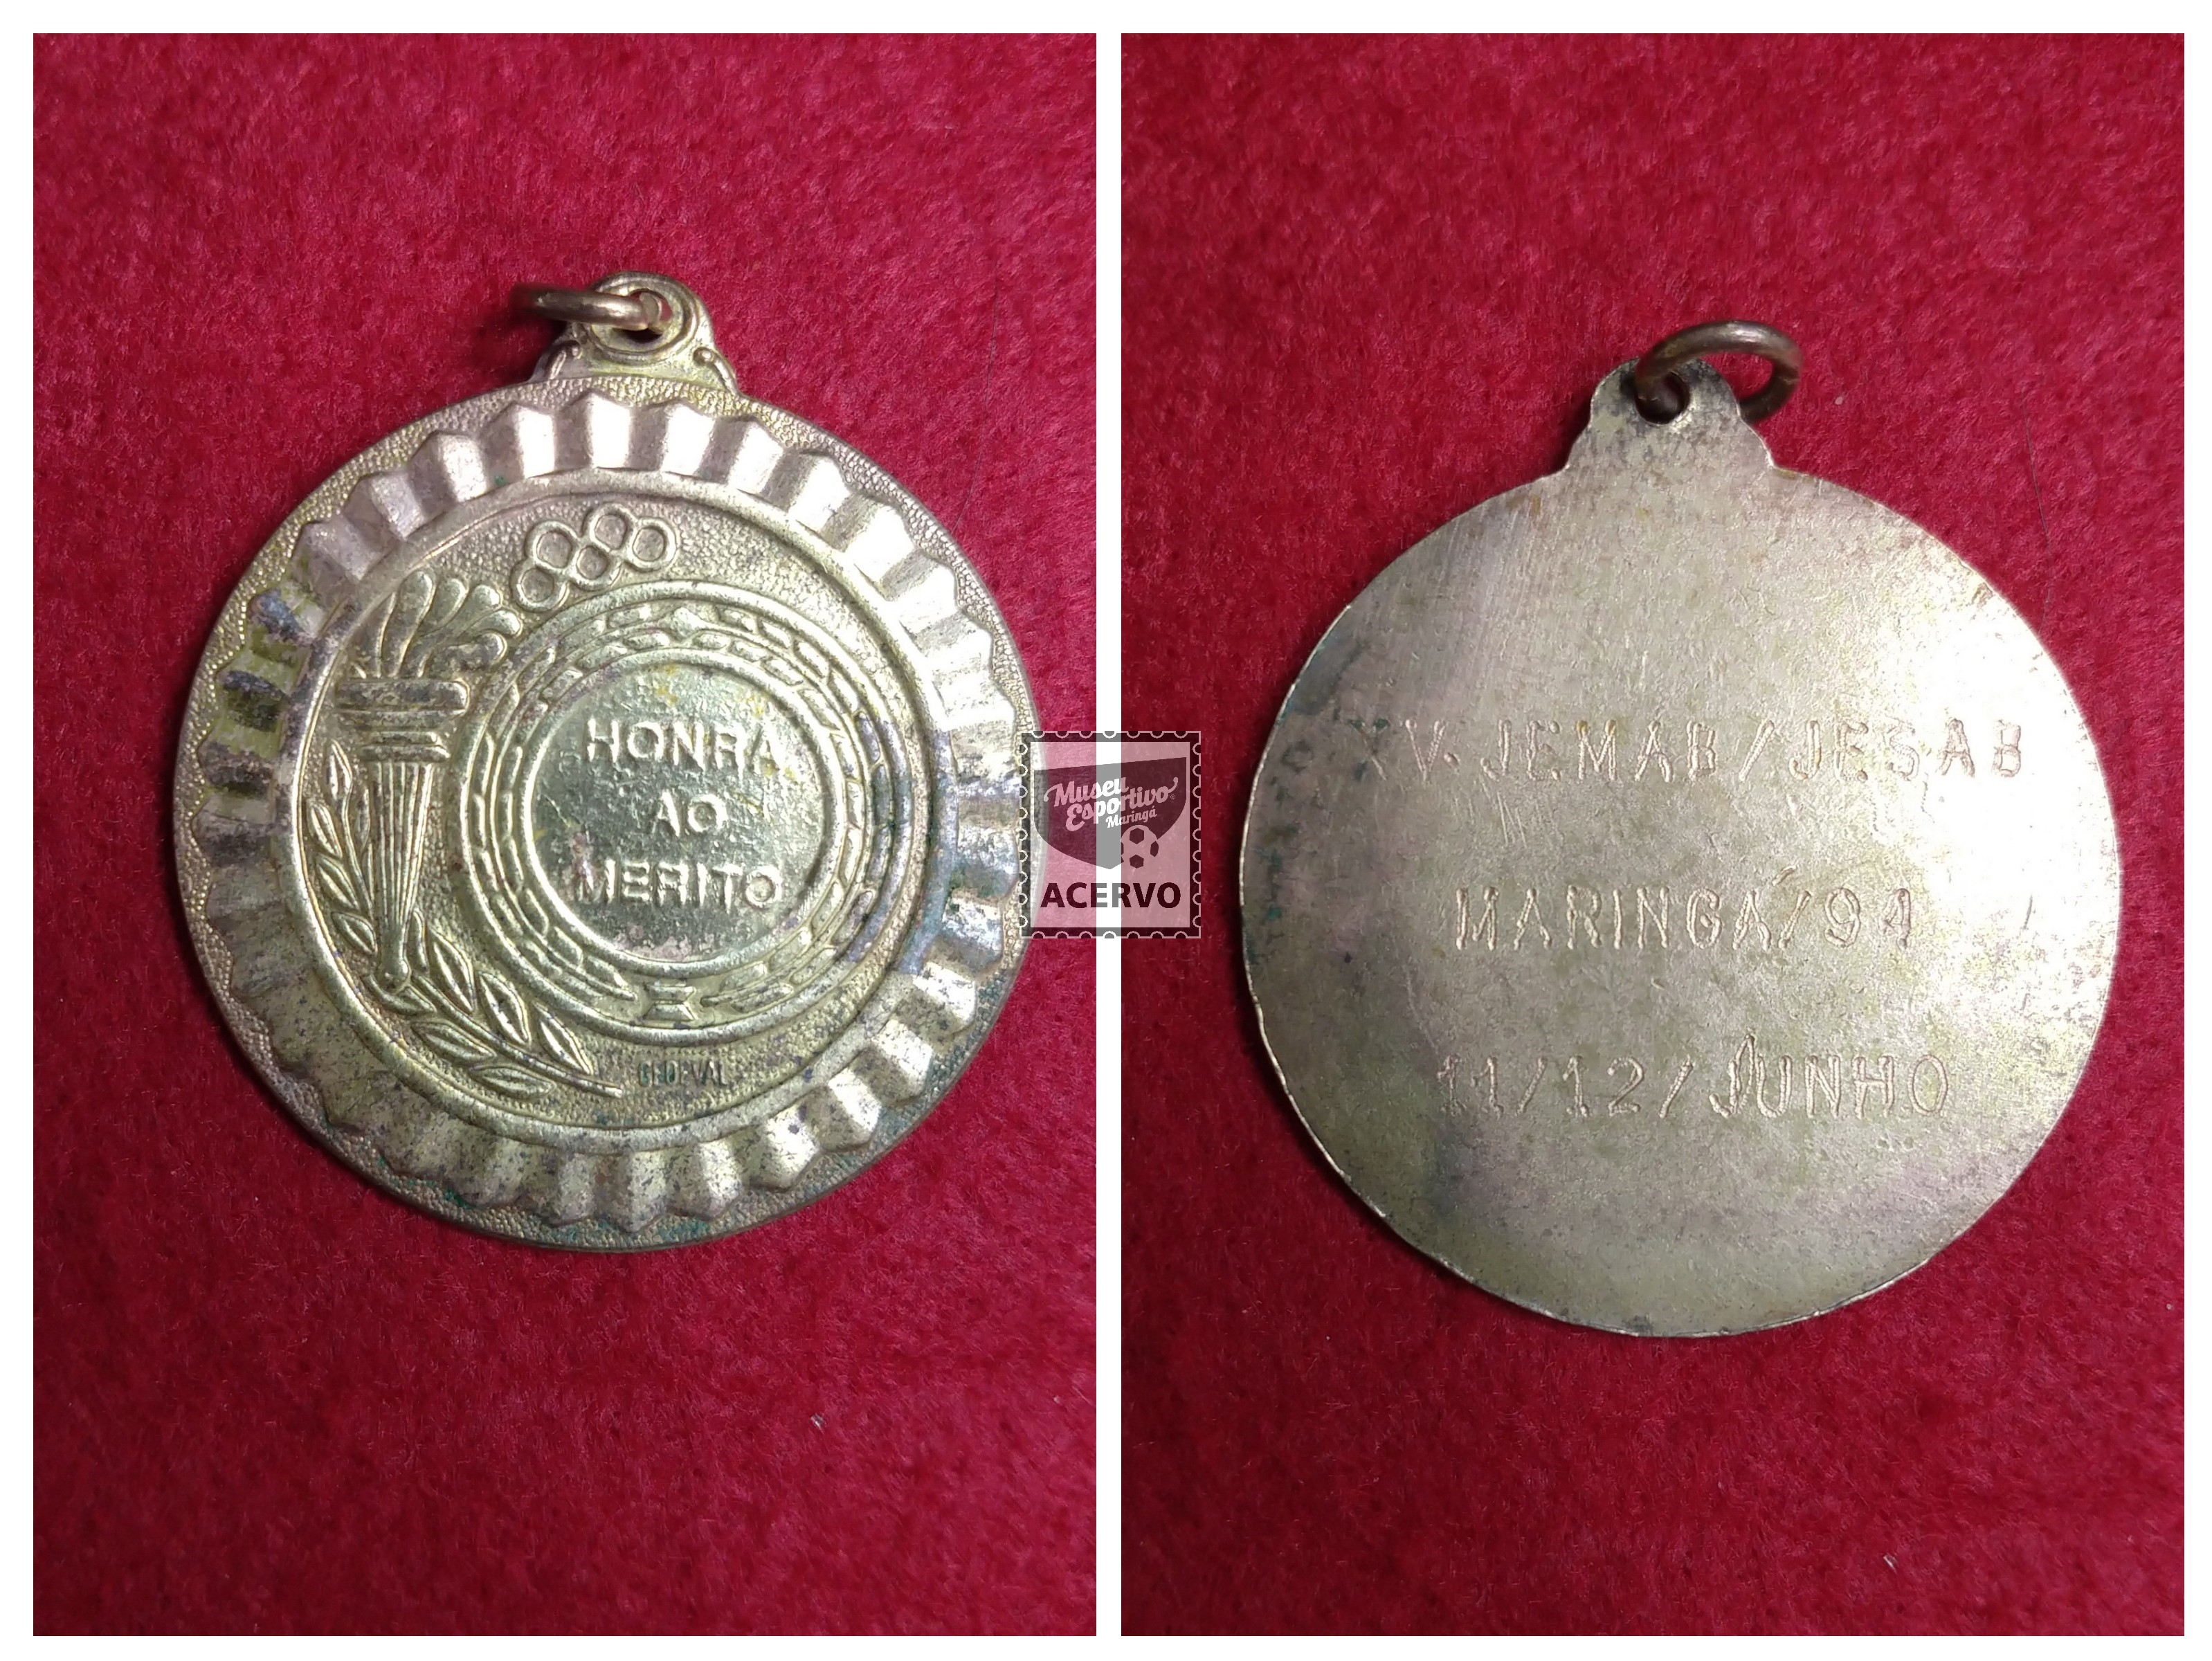 HONRA
AO
MERITO
Museu
Esportivo
Maringá
ACERVO
XV. JEMAB/JESAB
MARINGÁ/94
11/12/JUNHO